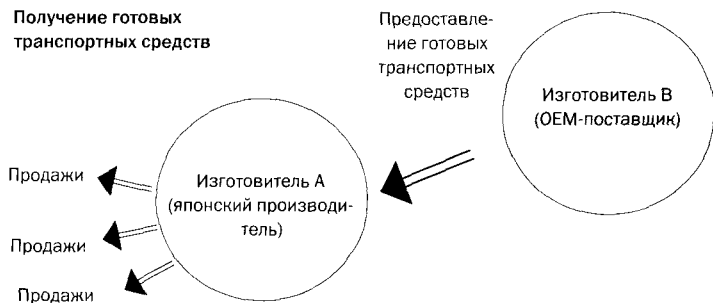 Получение готовых
транспортных средств
Предоставле-
ние готовых
транспортных
средств
Изготовитель B
(OEM-поставщик)
Изготовитель A
(японский производи-
тель)
Продажи
Продажи
Продажи